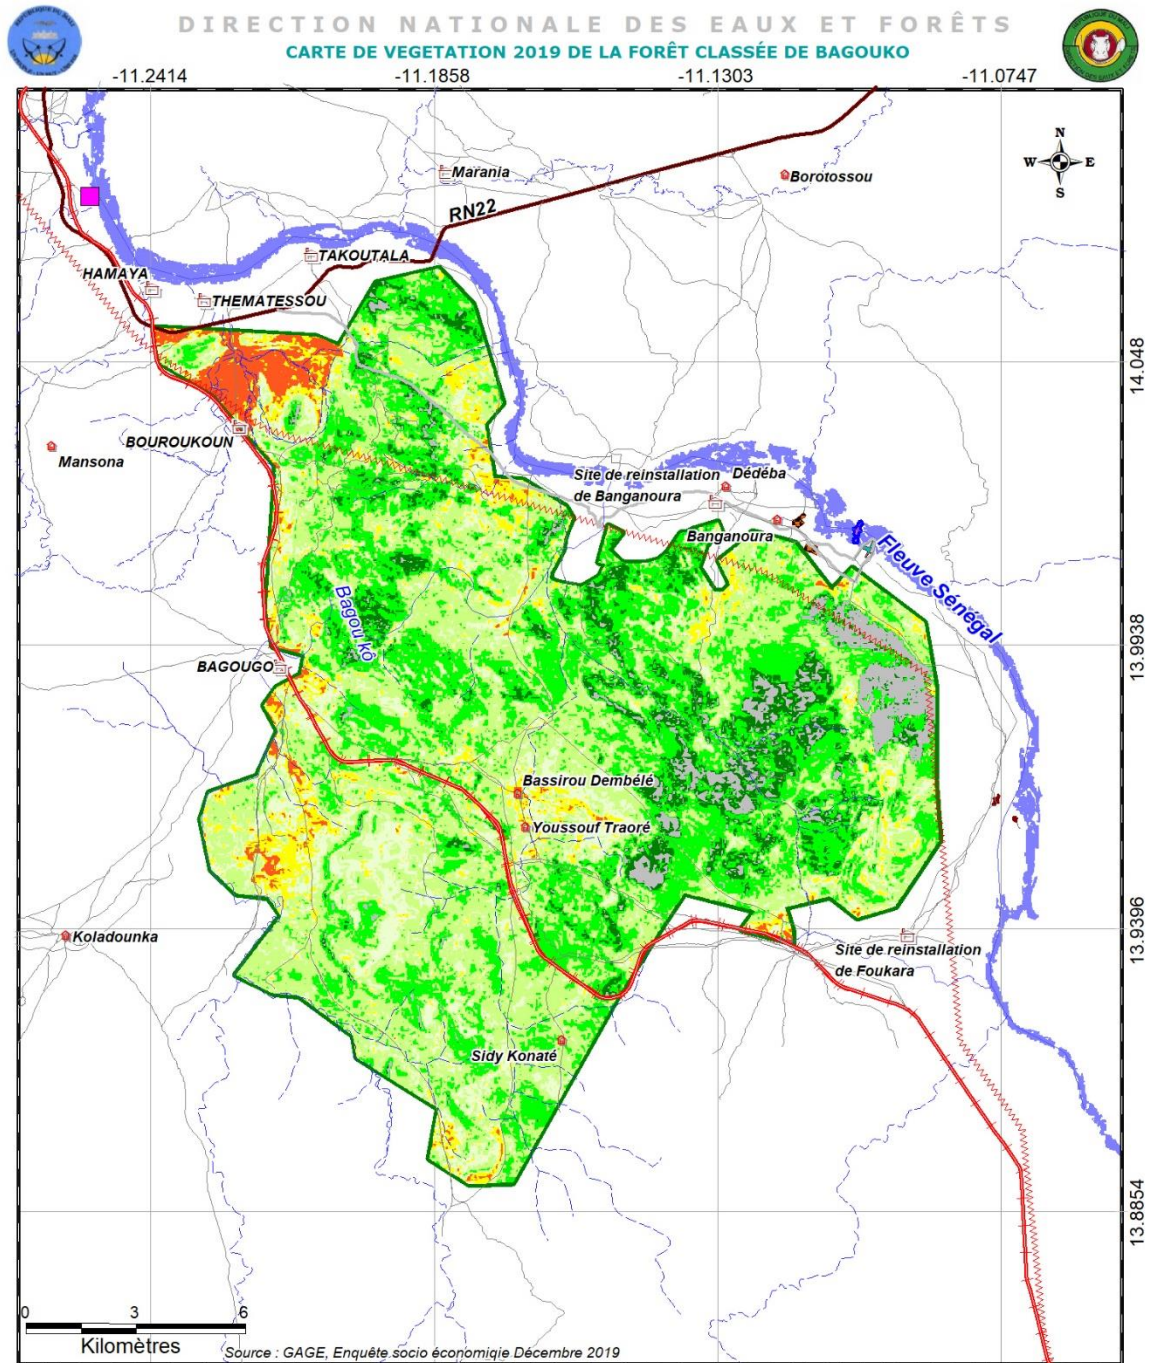 DIRECTION NATIONALE DES EAUX ET FORÊTS
CARTE DE VEGETATION 2019 DE LA FORÊT CLASSÉE DE BAGOUKO
-11.2414 -11.1858 -11.1303 -11.0747
N
W E
S
Marania
Borotossou
RN22
TAKOUTALA
HAMAYA
THEMATESSOU
14.048
BOUROUKOUN
Mansona
Site de reinstallation
de Banganoura
Dédéba
Banganoura
Fleuve Sénégal
Bagou kô
13.9938
BAGOUGO
Bassirou Dembélé
Youssouf Traoré
Koladounka
13.9396
Site de reinstallation
de Foukara
Sidy Konaté
13.8854
0 3 6
Kilomètres
Source : GAGE, Enquête socio économiqie Décembre 2019